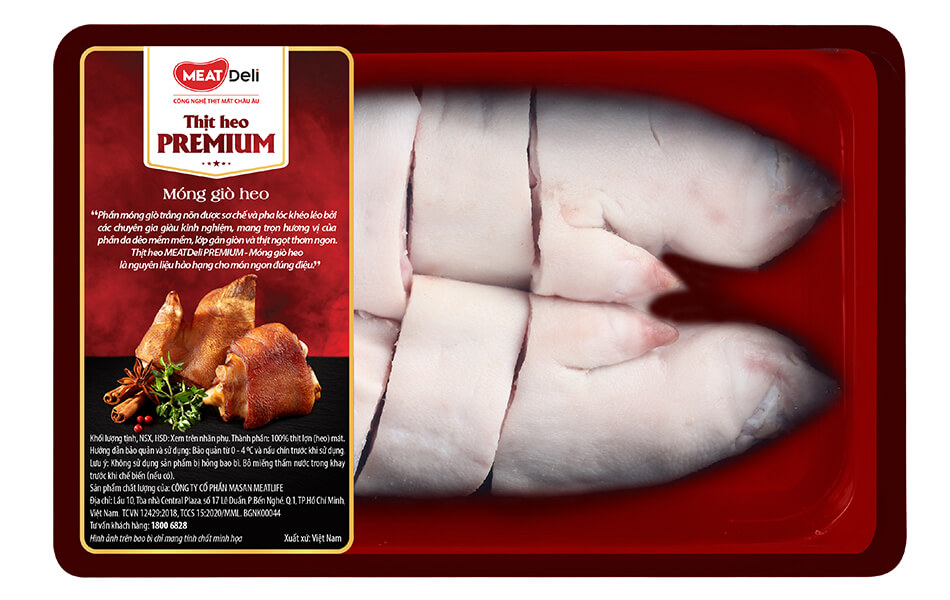 MEAT Deli
CÔNG NGHỆ THỊT MÁT CHÂU ÂU
Thịt heo
PREMIUM
Móng giò heo
“Phần móng giò trắng nõn được sơ chế và pha lóc khéo léo bởi
các chuyên gia giàu kinh nghiệm, mang trọn hương vị của
phần da dẻo mềm mềm, lớp gân giòn và thịt ngọt thơm ngon.
Thịt heo MEATDeli PREMIUM - Móng giò heo
là nguyên liệu hảo hạng cho món ngon đúng điệu.”
Khối lượng tịnh, NSX, HSD: Xem trên nhãn phụ. Thành phần: 100% thịt lợn (heo) mát.
Hướng dẫn bảo quản và sử dụng: Bảo quản từ 0 - 4 ºC và nấu chín trước khi sử dụng.
Lưu ý: Không sử dụng sản phẩm bị hỏng bao bì. Bỏ miếng thấm nước trong khay
trước khi chế biến (nếu có).
Sản phẩm chất lượng của: CÔNG TY CỔ PHẦN MASAN MEATLIFE
Địa chỉ: Lầu 10, Tòa nhà Central Plaza, số 17 Lê Duẩn, P. Bến Nghé, Q.1, TP. Hồ Chí Minh,
Việt Nam. TCVN 12429:2018, TCCS 15:2020/MML. BGNK00044
Tư vấn khách hàng: 1800 6828
Hình ảnh trên bao bì chỉ mang tính chất minh họa Xuất xứ: Việt Nam